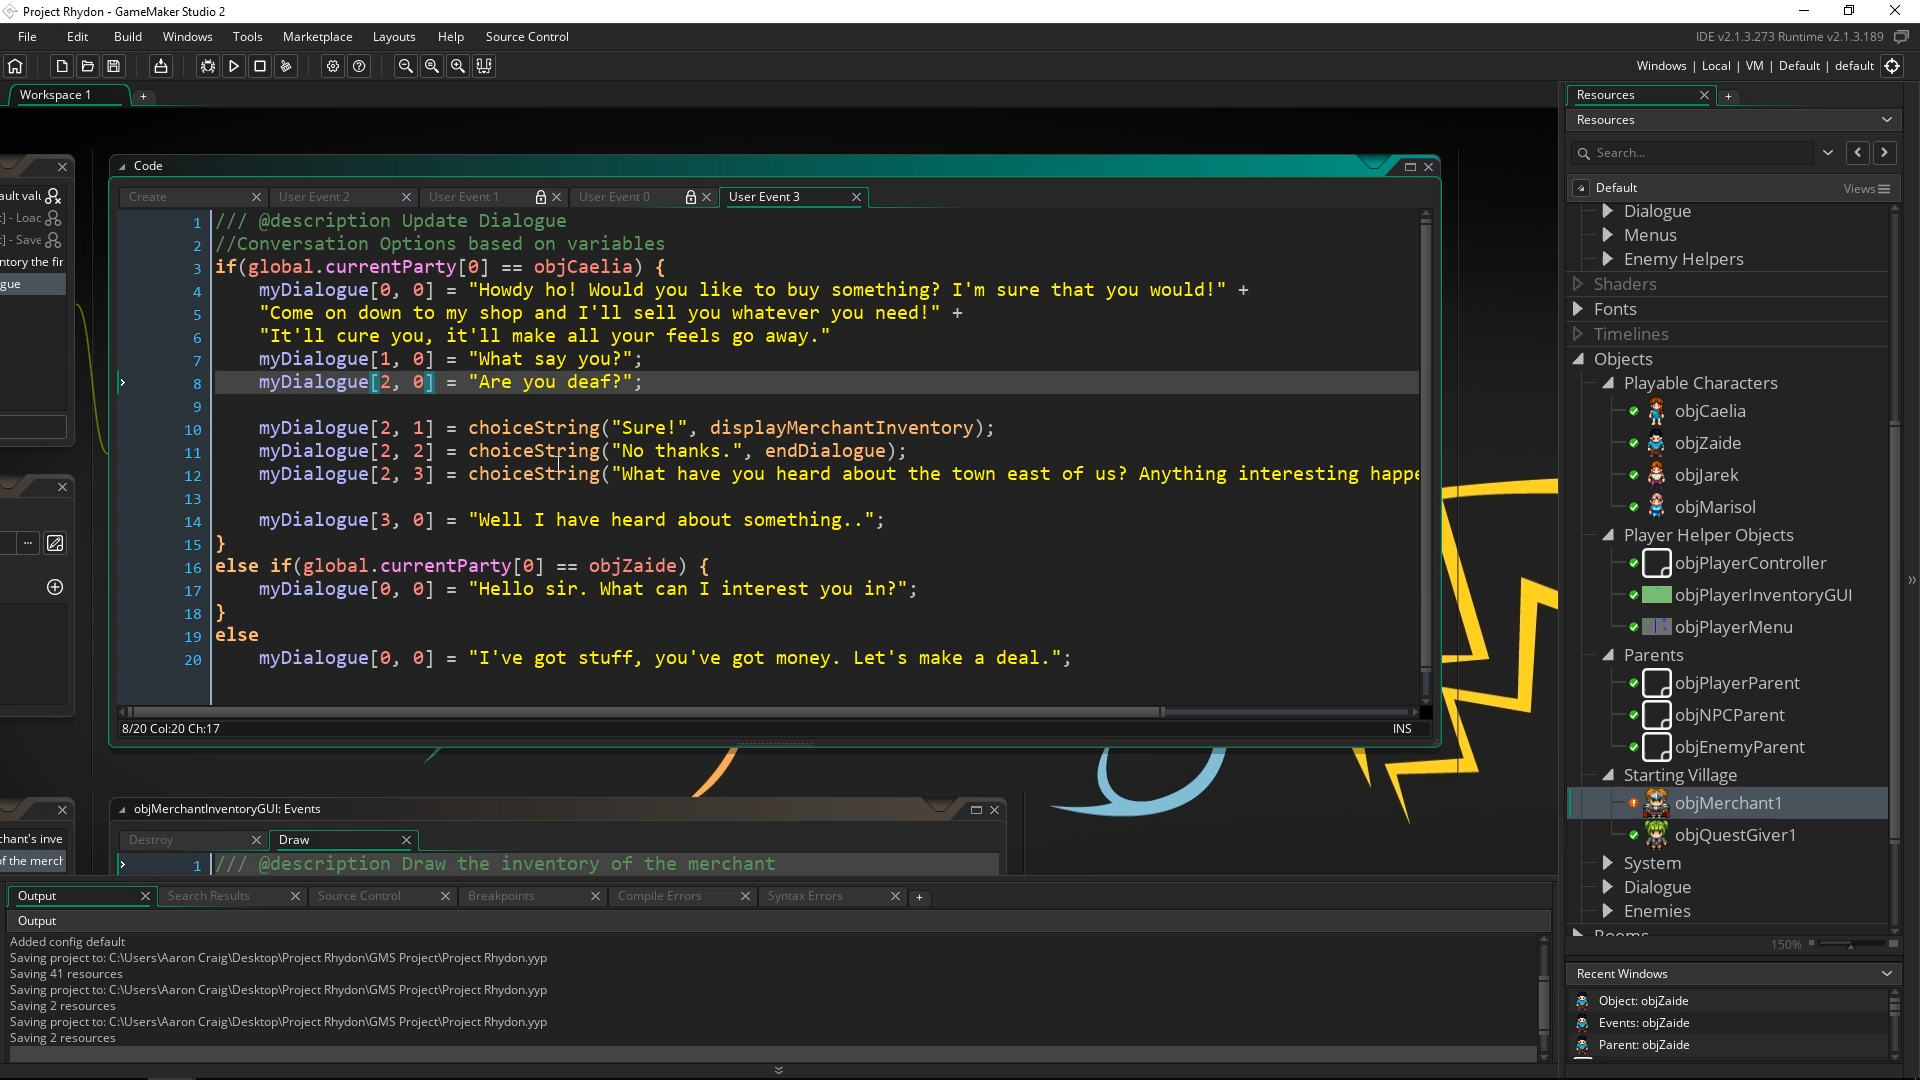 Project Rhydon - GameMaker Studio 2
File Edit Build Windows Tools Marketplace Layouts Help Source Control
IDE v2.1.3.273 Runtime v2.1.3.189
Windows | Local | VM | Default | default
Workspace 1 +
Code
Create User Event 2 User Event 1 User Event 0 User Event 3
ault valu
:] - Loac
:] - Save
ntory the fir
gue
1 /// @description Update Dialogue
2 //Conversation Options based on variables
3 if(global.currentParty[0] == objCaelia) {
4 myDialogue[0, 0] = "Howdy ho! Would you like to buy something? I'm sure that you would!" +
5 "Come on down to my shop and I'll sell you whatever you need!" +
6 "It'll cure you, it'll make all your feels go away."
7 myDialogue[1, 0] = "What say you?";
8 myDialogue[2, 0] = "Are you deaf?";
9
10 myDialogue[2, 1] = choiceString("Sure!", displayMerchantInventory);
11 myDialogue[2, 2] = choiceString("No thanks.", endDialogue);
12 myDialogue[2, 3] = choiceString("What have you heard about the town east of us? Anything interesting happe
13
14 myDialogue[3, 0] = "Well I have heard about something..";
15 }
16 else if(global.currentParty[0] == objZaide) {
17 myDialogue[0, 0] = "Hello sir. What can I interest you in?";
18 }
19 else
20 myDialogue[0, 0] = "I've got stuff, you've got money. Let's make a deal.";
8/20 Col:20 Ch:17 INS
objMerchantInventoryGUI: Events
Destroy Draw
chant's inve
of the merch
1 /// @description Draw the inventory of the merchant
Output Search Results Source Control Breakpoints Compile Errors Syntax Errors +
Output
Added config default
Saving project to: C:\Users\Aaron Craig\Desktop\Project Rhydon\GMS Project\Project Rhydon.yyp
Saving 41 resources
Saving project to: C:\Users\Aaron Craig\Desktop\Project Rhydon\GMS Project\Project Rhydon.yyp
Saving 2 resources
Saving project to: C:\Users\Aaron Craig\Desktop\Project Rhydon\GMS Project\Project Rhydon.yyp
Saving 2 resources
Resources +
Resources
Search...
Default Views
Dialogue
Menus
Enemy Helpers
Shaders
Fonts
Timelines
Objects
Playable Characters
objCaelia
objZaide
objJarek
objMarisol
Player Helper Objects
objPlayerController
objPlayerInventoryGUI
objPlayerMenu
Parents
objPlayerParent
objNPCParent
objEnemyParent
Starting Village
objMerchant1
objQuestGiver1
System
Dialogue
Enemies
Rooms
150%
Recent Windows
Object: objZaide
Events: objZaide
Parent: objZaide